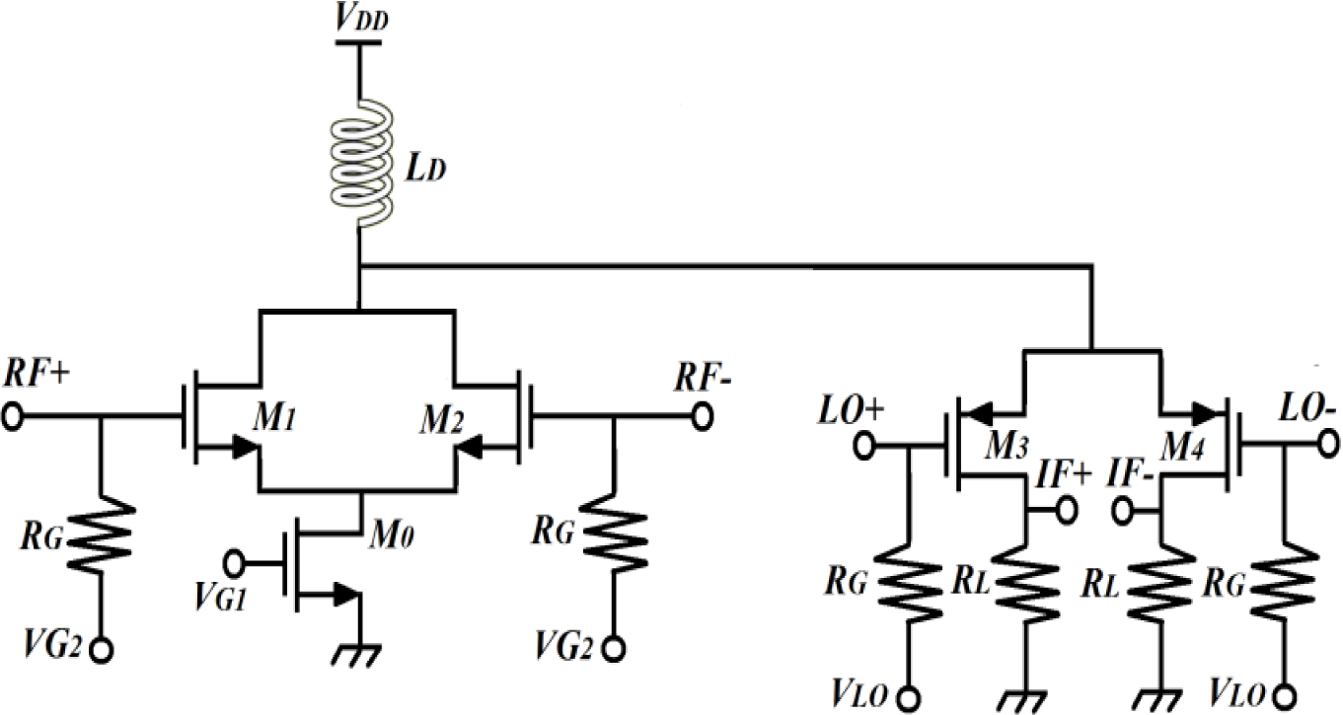 VDD
LD
RF+
M1
M2
RF-
LO+
M3
M4
LO-
IF+
IF-
RG
M0
RG
VG1
RG
RL
RL
RG
VG2
VG2
VLO
VLO